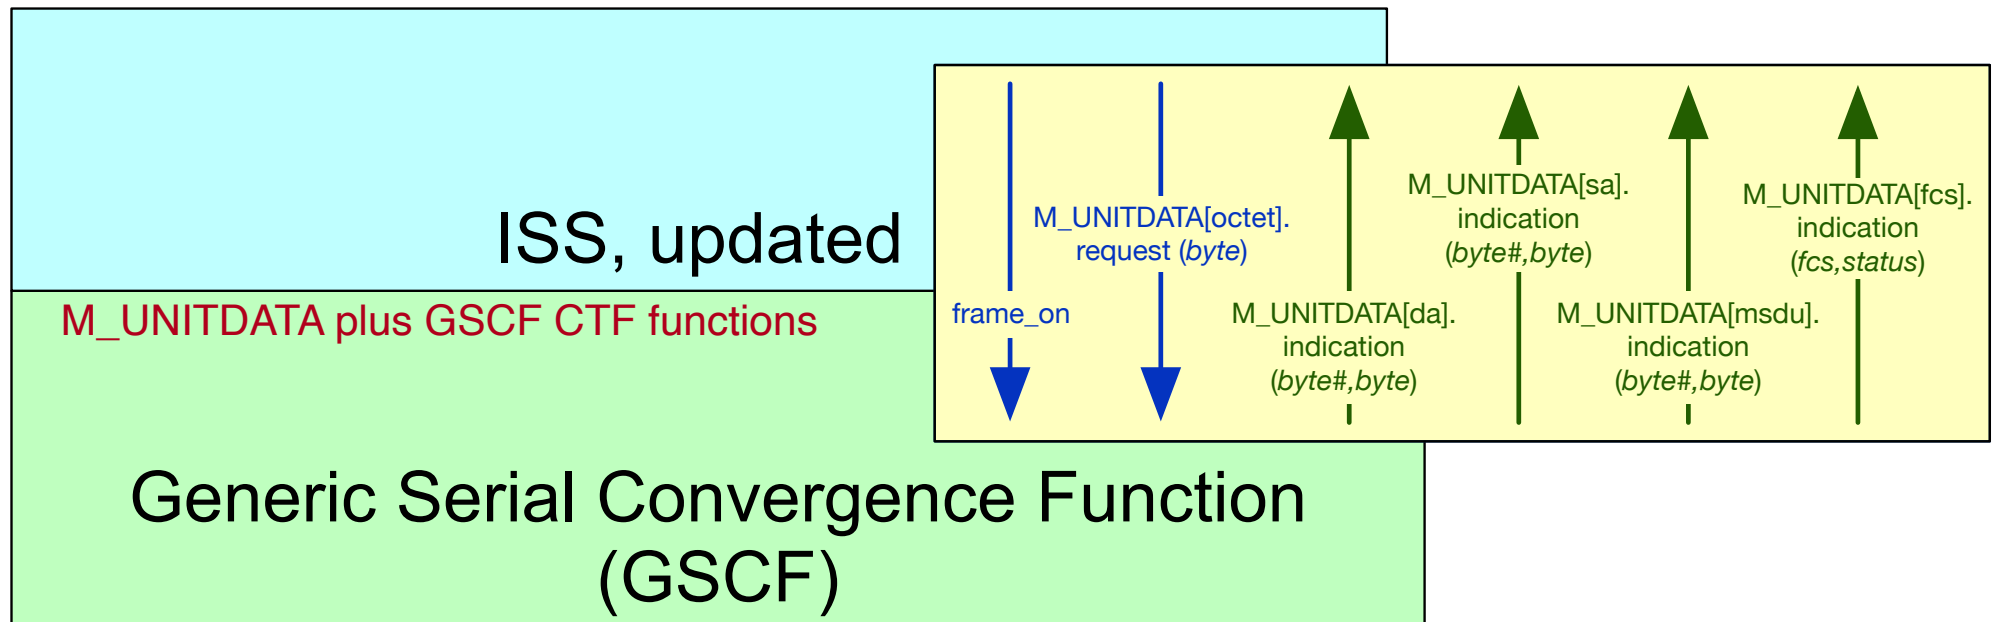 ISS, updated
M_UNITDATA plus GSCF CTF functions
Generic Serial Convergence Function
(GSCF)
frame_on
M_UNITDATA[octet].
request (byte)
M_UNITDATA[da].
indication
(byte#,byte)
M_UNITDATA[sa].
indication
(byte#,byte)
M_UNITDATA[msdu].
indication
(byte#,byte)
M_UNITDATA[fcs].
indication
(fcs,status)